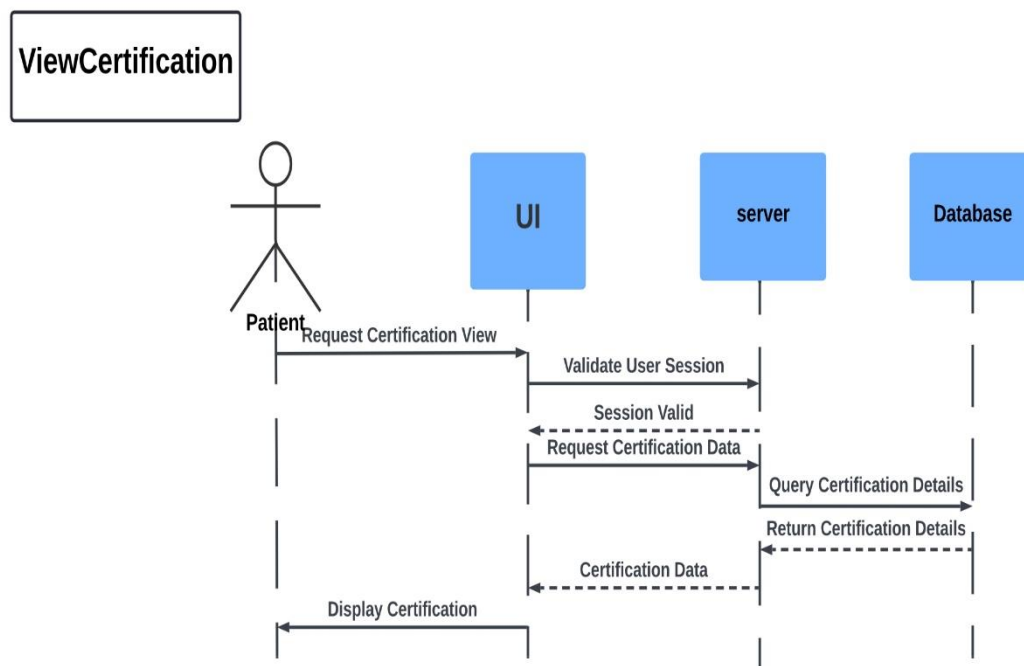 ViewCertification
UI
server
Database
Patient
Request Certification View
Validate User Session
Session Valid
Request Certification Data
Query Certification Details
Return Certification Details
Certification Data
Display Certification